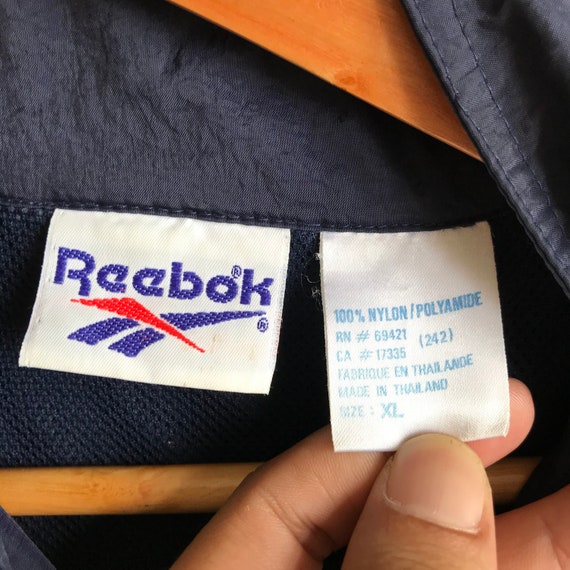 Reebok®
®
100% NYLON/POLYAMIDE
RN # 69421 (242)
CA # 17335
FABRIQUE EN THAILANDE
MADE IN THAILAND
SIZE : XL